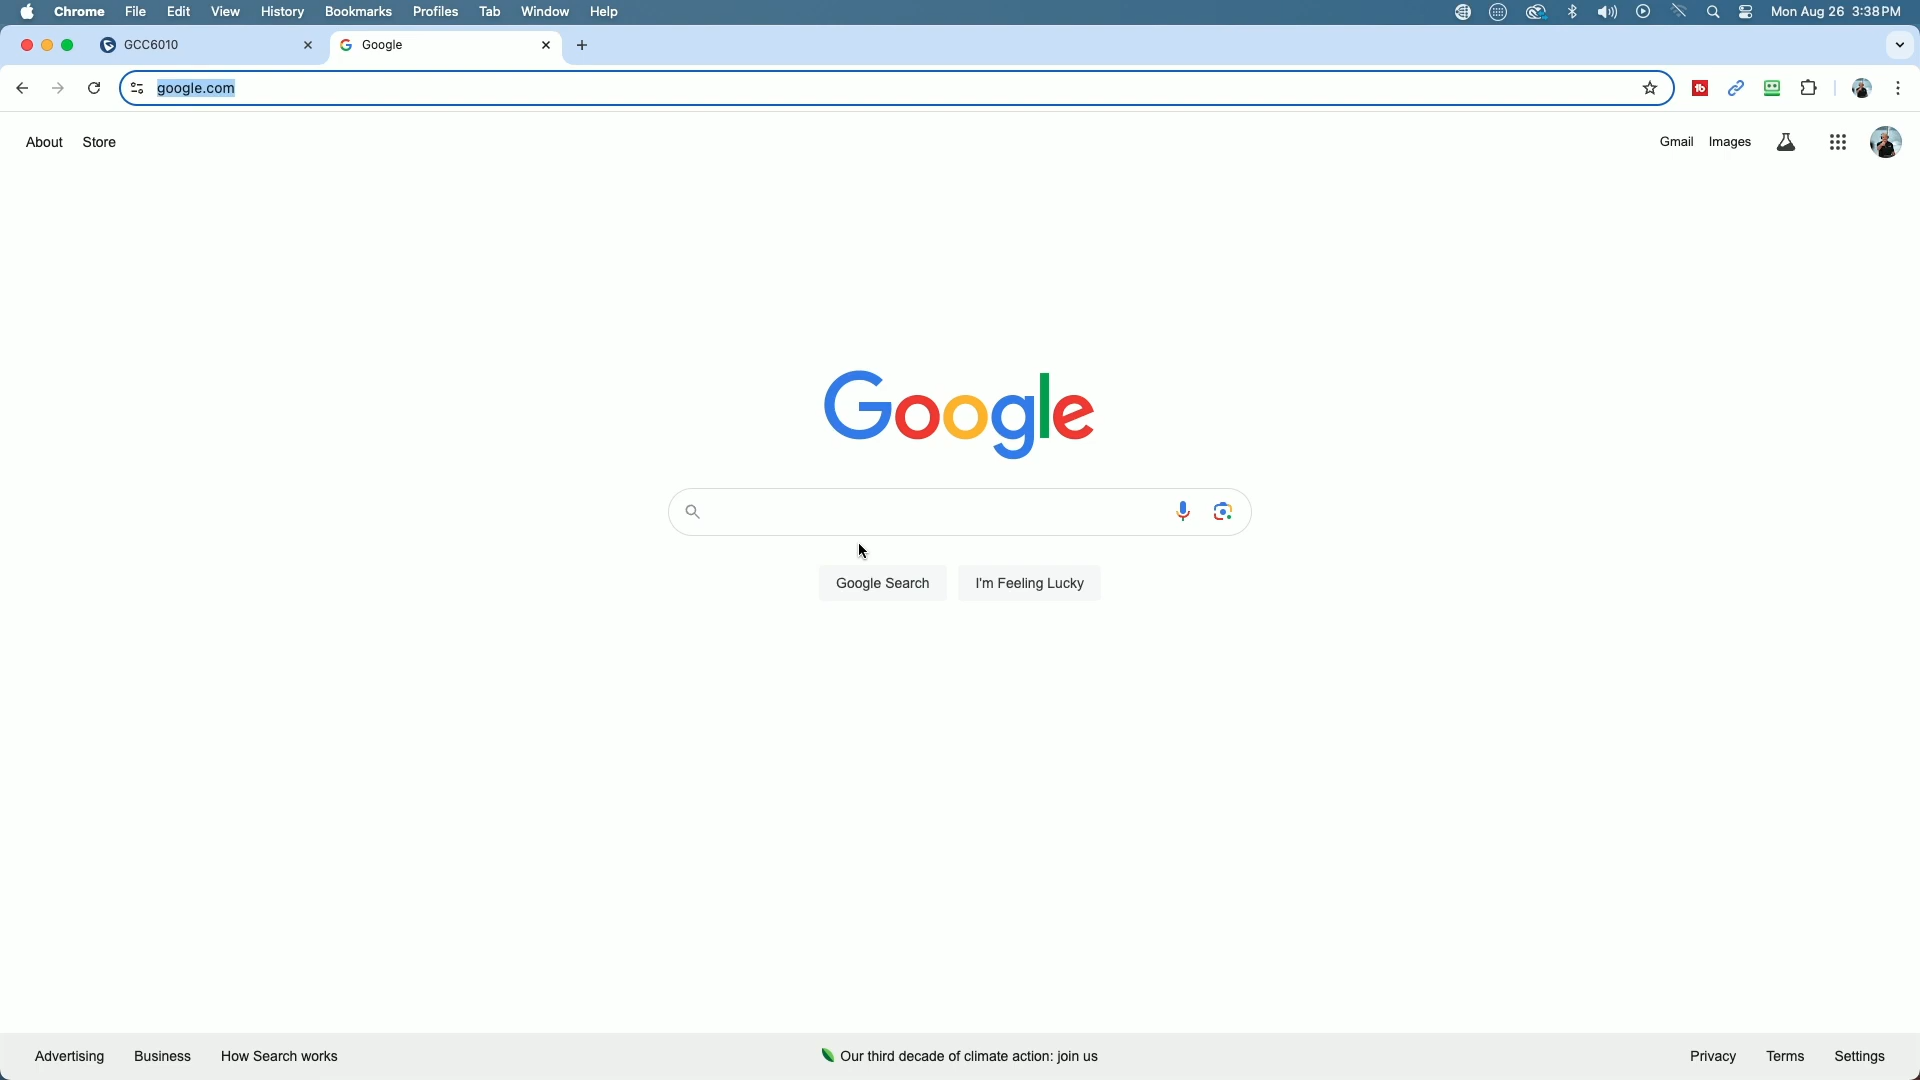 Chrome File Edit View History Bookmarks Profiles Tab Window Help Mon Aug 26 3:38 PM
GCC6010 Google
google.com
About Store Gmail Images
Google
Google Search I'm Feeling Lucky
Advertising Business How Search works Our third decade of climate action: join us Privacy Terms Settings